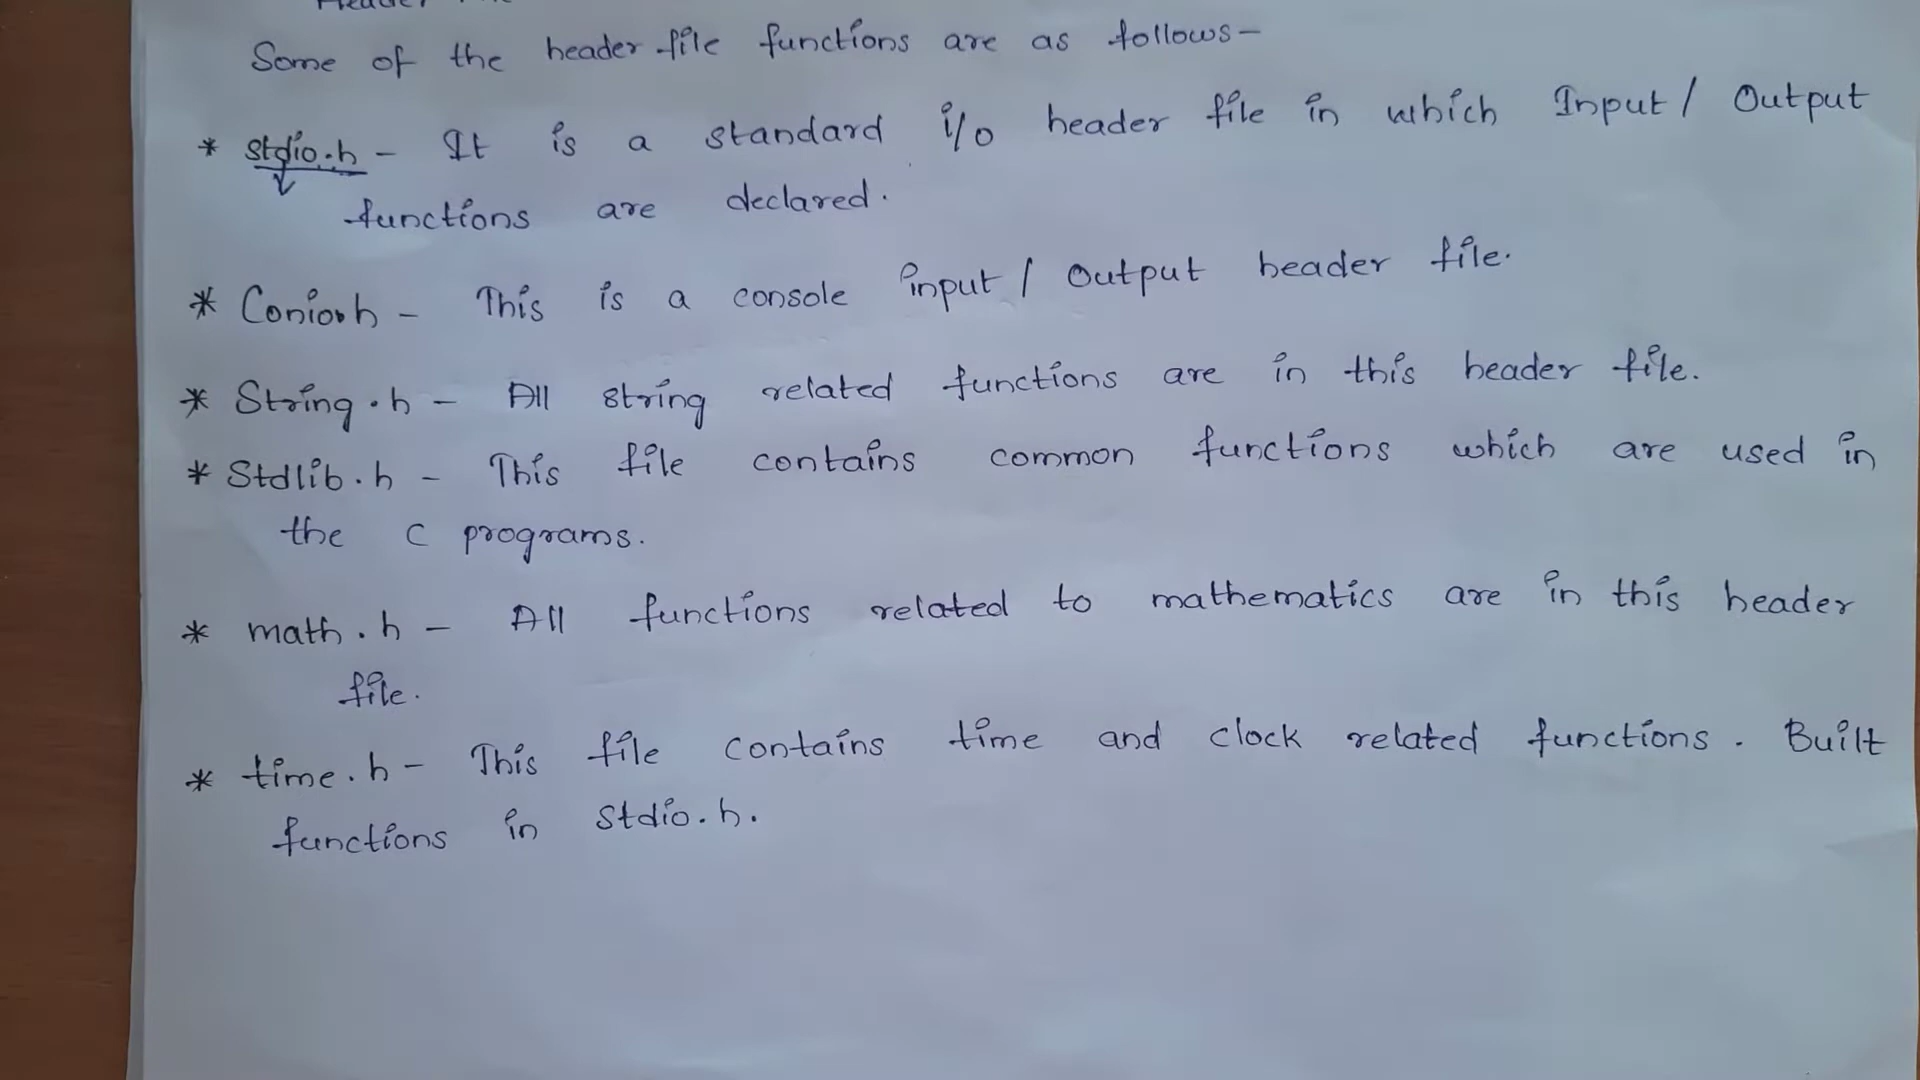 Header
Some of the header file functions are as follows-
* stdio.h - It is a standard i/o header file in which Input / Output
functions are declared.
* Conio.h - This is a console input / Output header file.
* String.h - All string related functions are in this header file.
* Stdlib.h - This file contains common functions which are used in
the C programs.
* math.h - All functions related to mathematics are in this header
file.
* time.h - This file contains time and clock related functions. Built
functions in stdio.h.